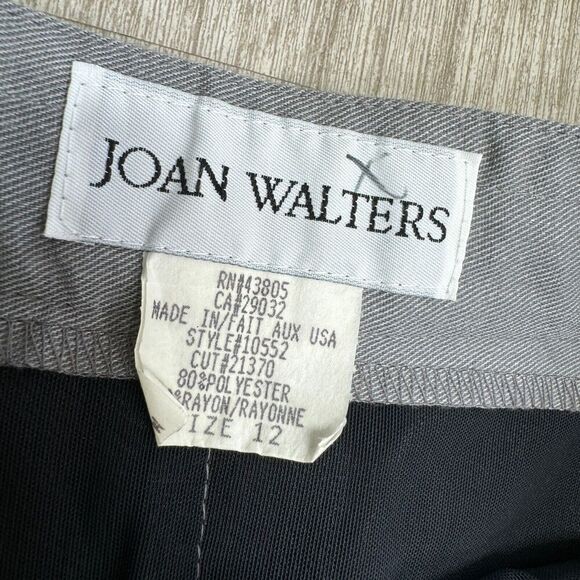 JOAN WALTERS
RN#43805
CA#29032
MADE IN/FAIT AUX USA
STYLE#10552
CUT#21370
80%POLYESTER
%RAYON/RAYONNE
IZE 12